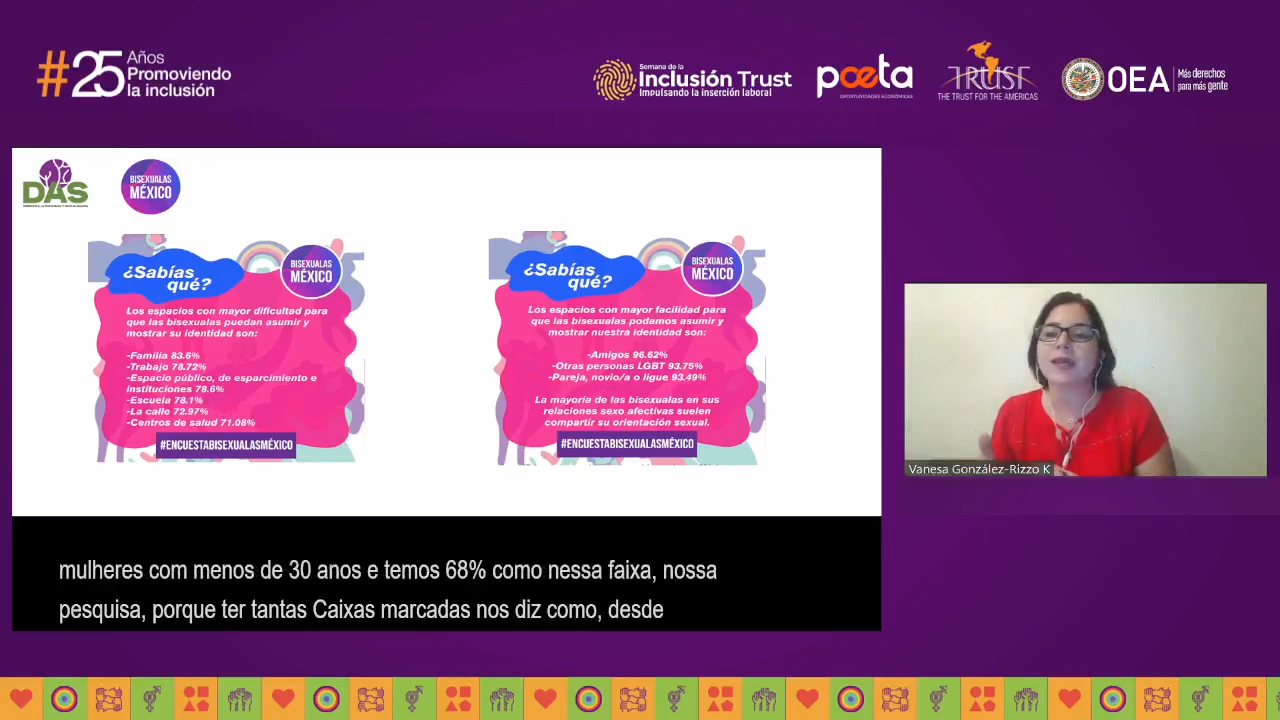 #25 Años
Promoviendo
la inclusión
Semana de la
Inclusión Trust
Impulsando la inserción laboral
poeta
OPORTUNIDADES ECONÓMICAS
TRUST
THE TRUST FOR THE AMERICAS
OEA
Más derechos
para más gente
DAS
BISEXUALAS
MÉXICO
¿Sabías
qué?
BISEXUALAS
MÉXICO
Los espacios con mayor dificultad para
que las bisexuales puedan asumir y
mostrar su identidad son:
-Familia 83.6%
-Trabajo 78.72%
-Espacio público, de esparcimiento e
instituciones 78.6%
-Escuela 78.1%
-La calle 72.97%
-Centros de salud 71.08%
#ENCUESTABISEXUALASMÉXICO
¿Sabías
qué?
BISEXUALAS
MÉXICO
Los espacios con mayor facilidad para
que las bisexualas podamos asumir y
mostrar nuestra identidad son:
-Amigos 96.62%
-Otras personas LGBT 93.75%
-Pareja, novio/a o ligue 93.49%
La mayoría de las bisexualas en sus
relaciones sexo afectivas suelen
compartir su orientación sexual.
#ENCUESTABISEXUALASMÉXICO
Vanesa González-Rizzo K
mulheres com menos de 30 anos e temos 68% como nessa faixa, nossa
pesquisa, porque ter tantas Caixas marcadas nos diz como, desde